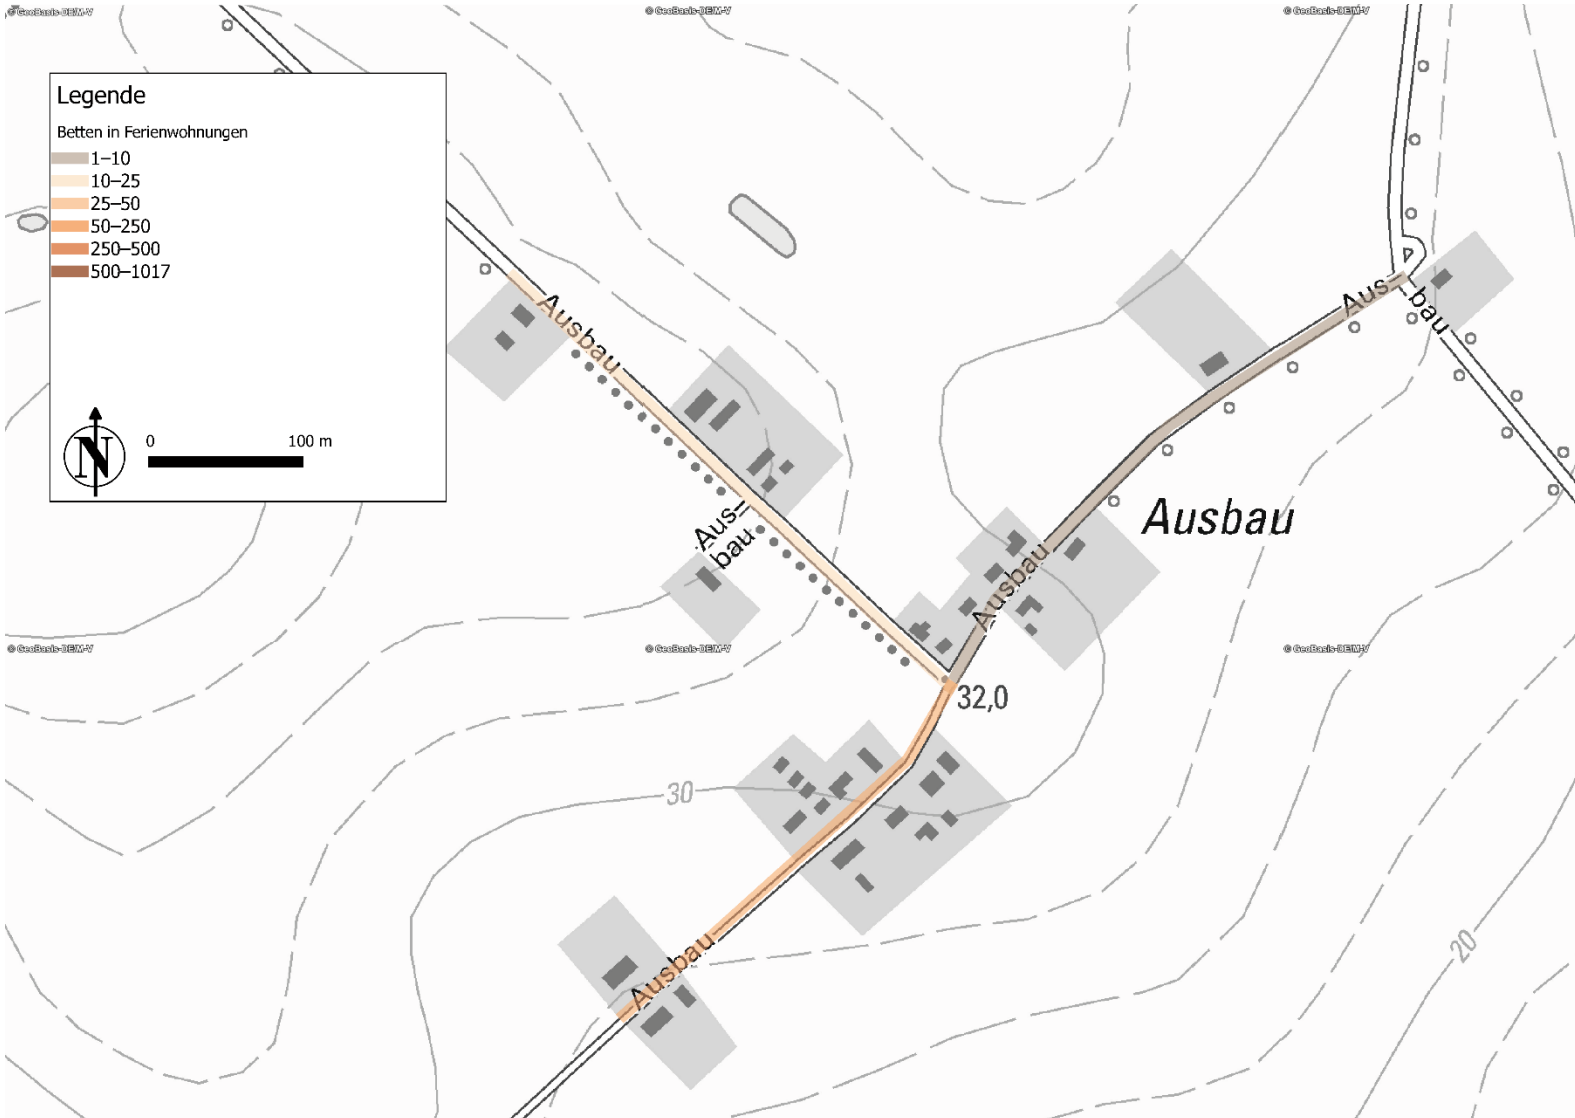 © GeoBasis-DE/M-V
© GeoBasis-DE/M-V
© GeoBasis-DE/M-V
Legende
Betten in Ferienwohnungen
1–10
10–25
25–50
50–250
250–500
500–1017
N
0 100 m
Ausbau
Aus-
bau
Aus-
bau
Ausbau
Ausbau
© GeoBasis-DE/M-V
© GeoBasis-DE/M-V
© GeoBasis-DE/M-V
32,0
30
Ausbau
20